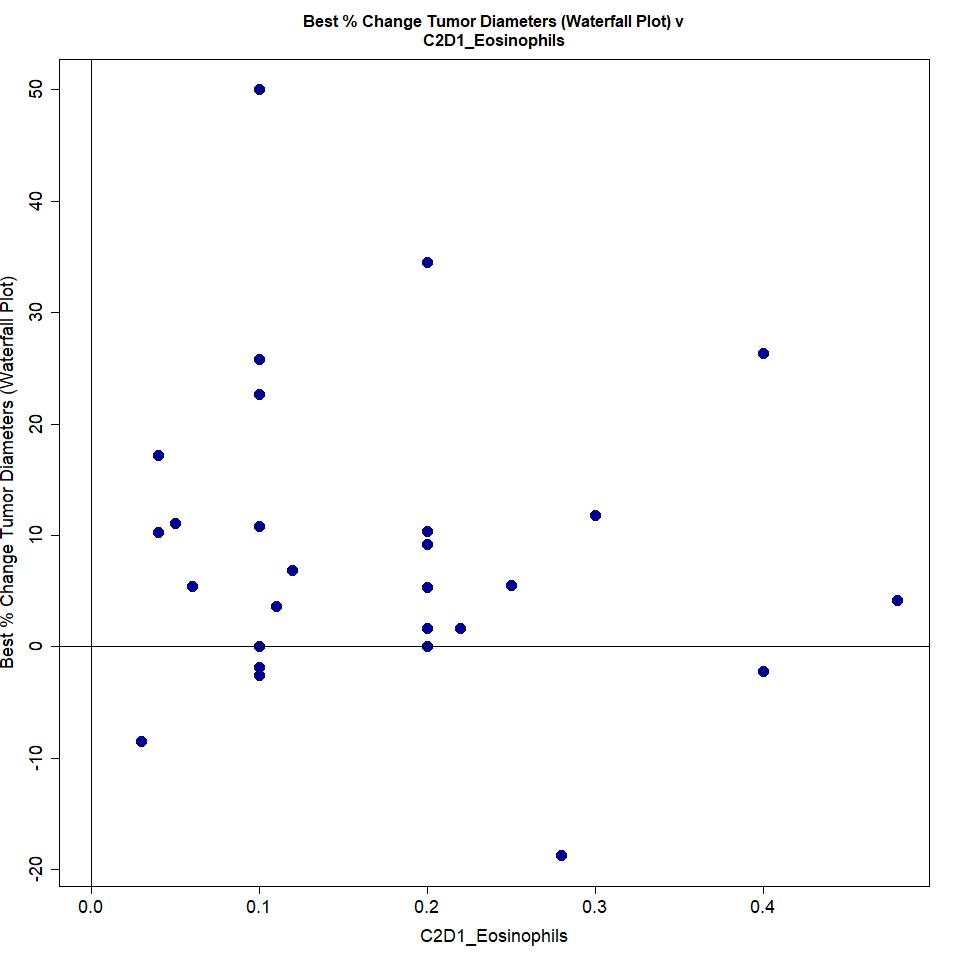 Best % Change Tumor Diameters (Waterfall Plot) v
C2D1_Eosinophils
Best % Change Tumor Diameters (Waterfall Plot)
50
40
30
20
10
0
-10
-20
0.0 0.1 0.2 0.3 0.4
C2D1_Eosinophils